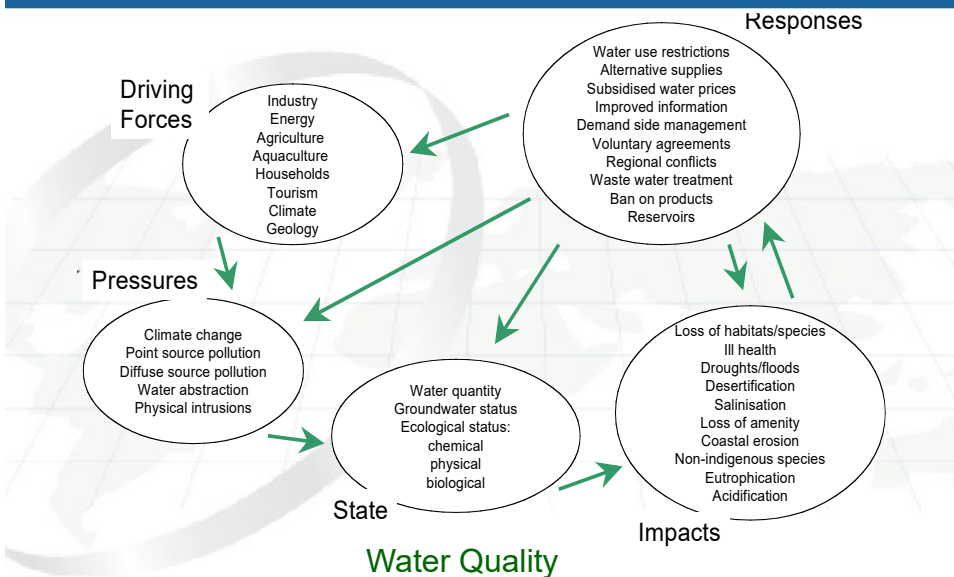 Responses
Water use restrictions
Alternative supplies
Subsidised water prices
Improved information
Demand side management
Voluntary agreements
Regional conflicts
Waste water treatment
Ban on products
Reservoirs
Driving
Forces
Industry
Energy
Agriculture
Aquaculture
Households
Tourism
Climate
Geology
Pressures
Climate change
Point source pollution
Diffuse source pollution
Water abstraction
Physical intrusions
Water quantity
Groundwater status
Ecological status:
chemical
physical
biological
State
Loss of habitats/species
Ill health
Droughts/floods
Desertification
Salinisation
Loss of amenity
Coastal erosion
Non-indigenous species
Eutrophication
Acidification
Impacts
Water Quality